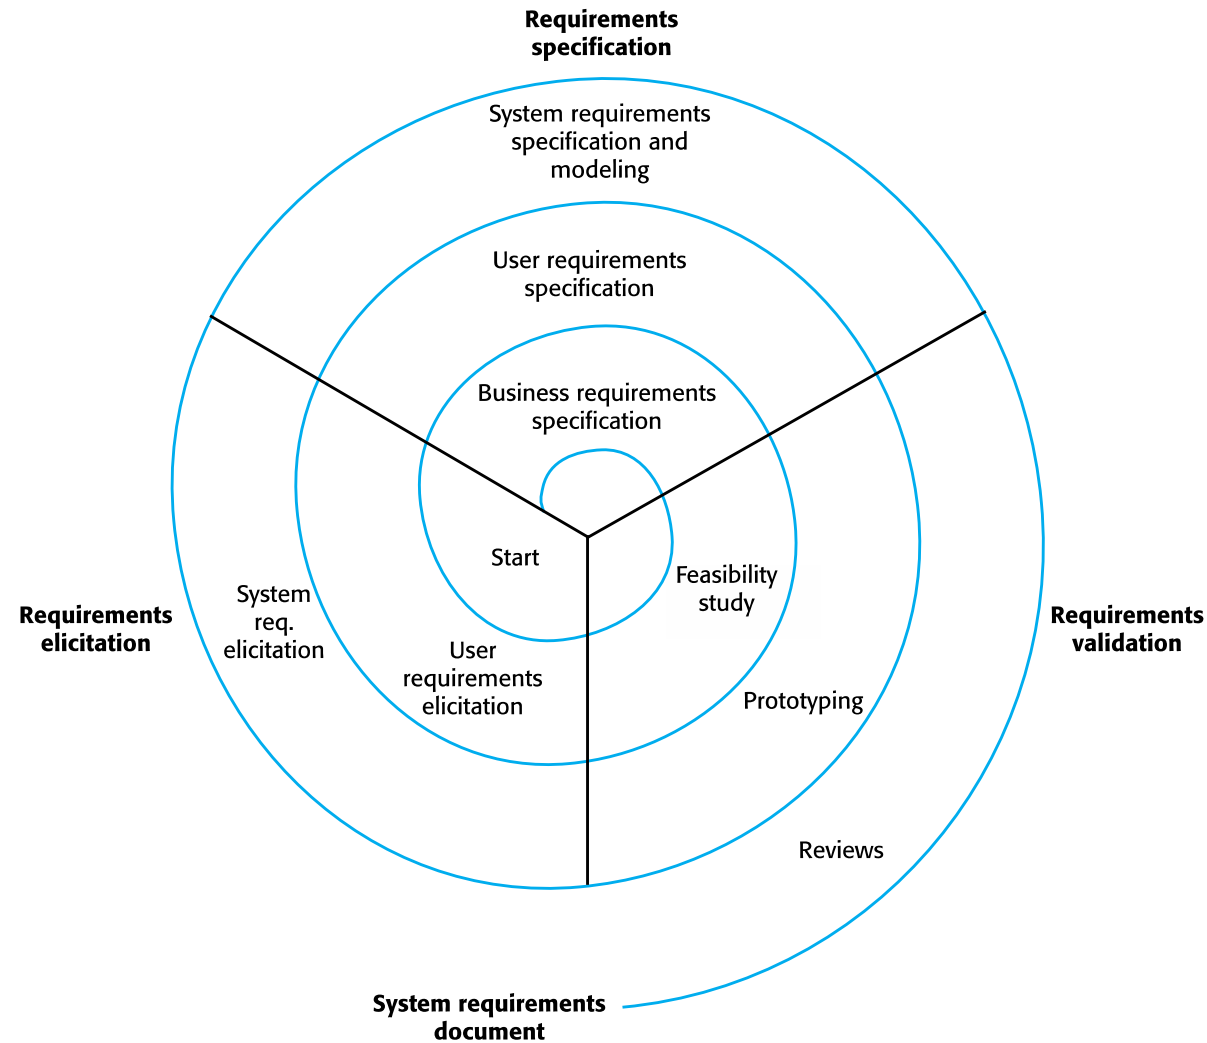 Requirements
specification
System requirements
specification and
modeling
User requirements
specification
Business requirements
specification
Start
Feasibility
study
System
req.
elicitation
Requirements
elicitation
Requirements
validation
User
requirements
elicitation
Prototyping
Reviews
System requirements
document